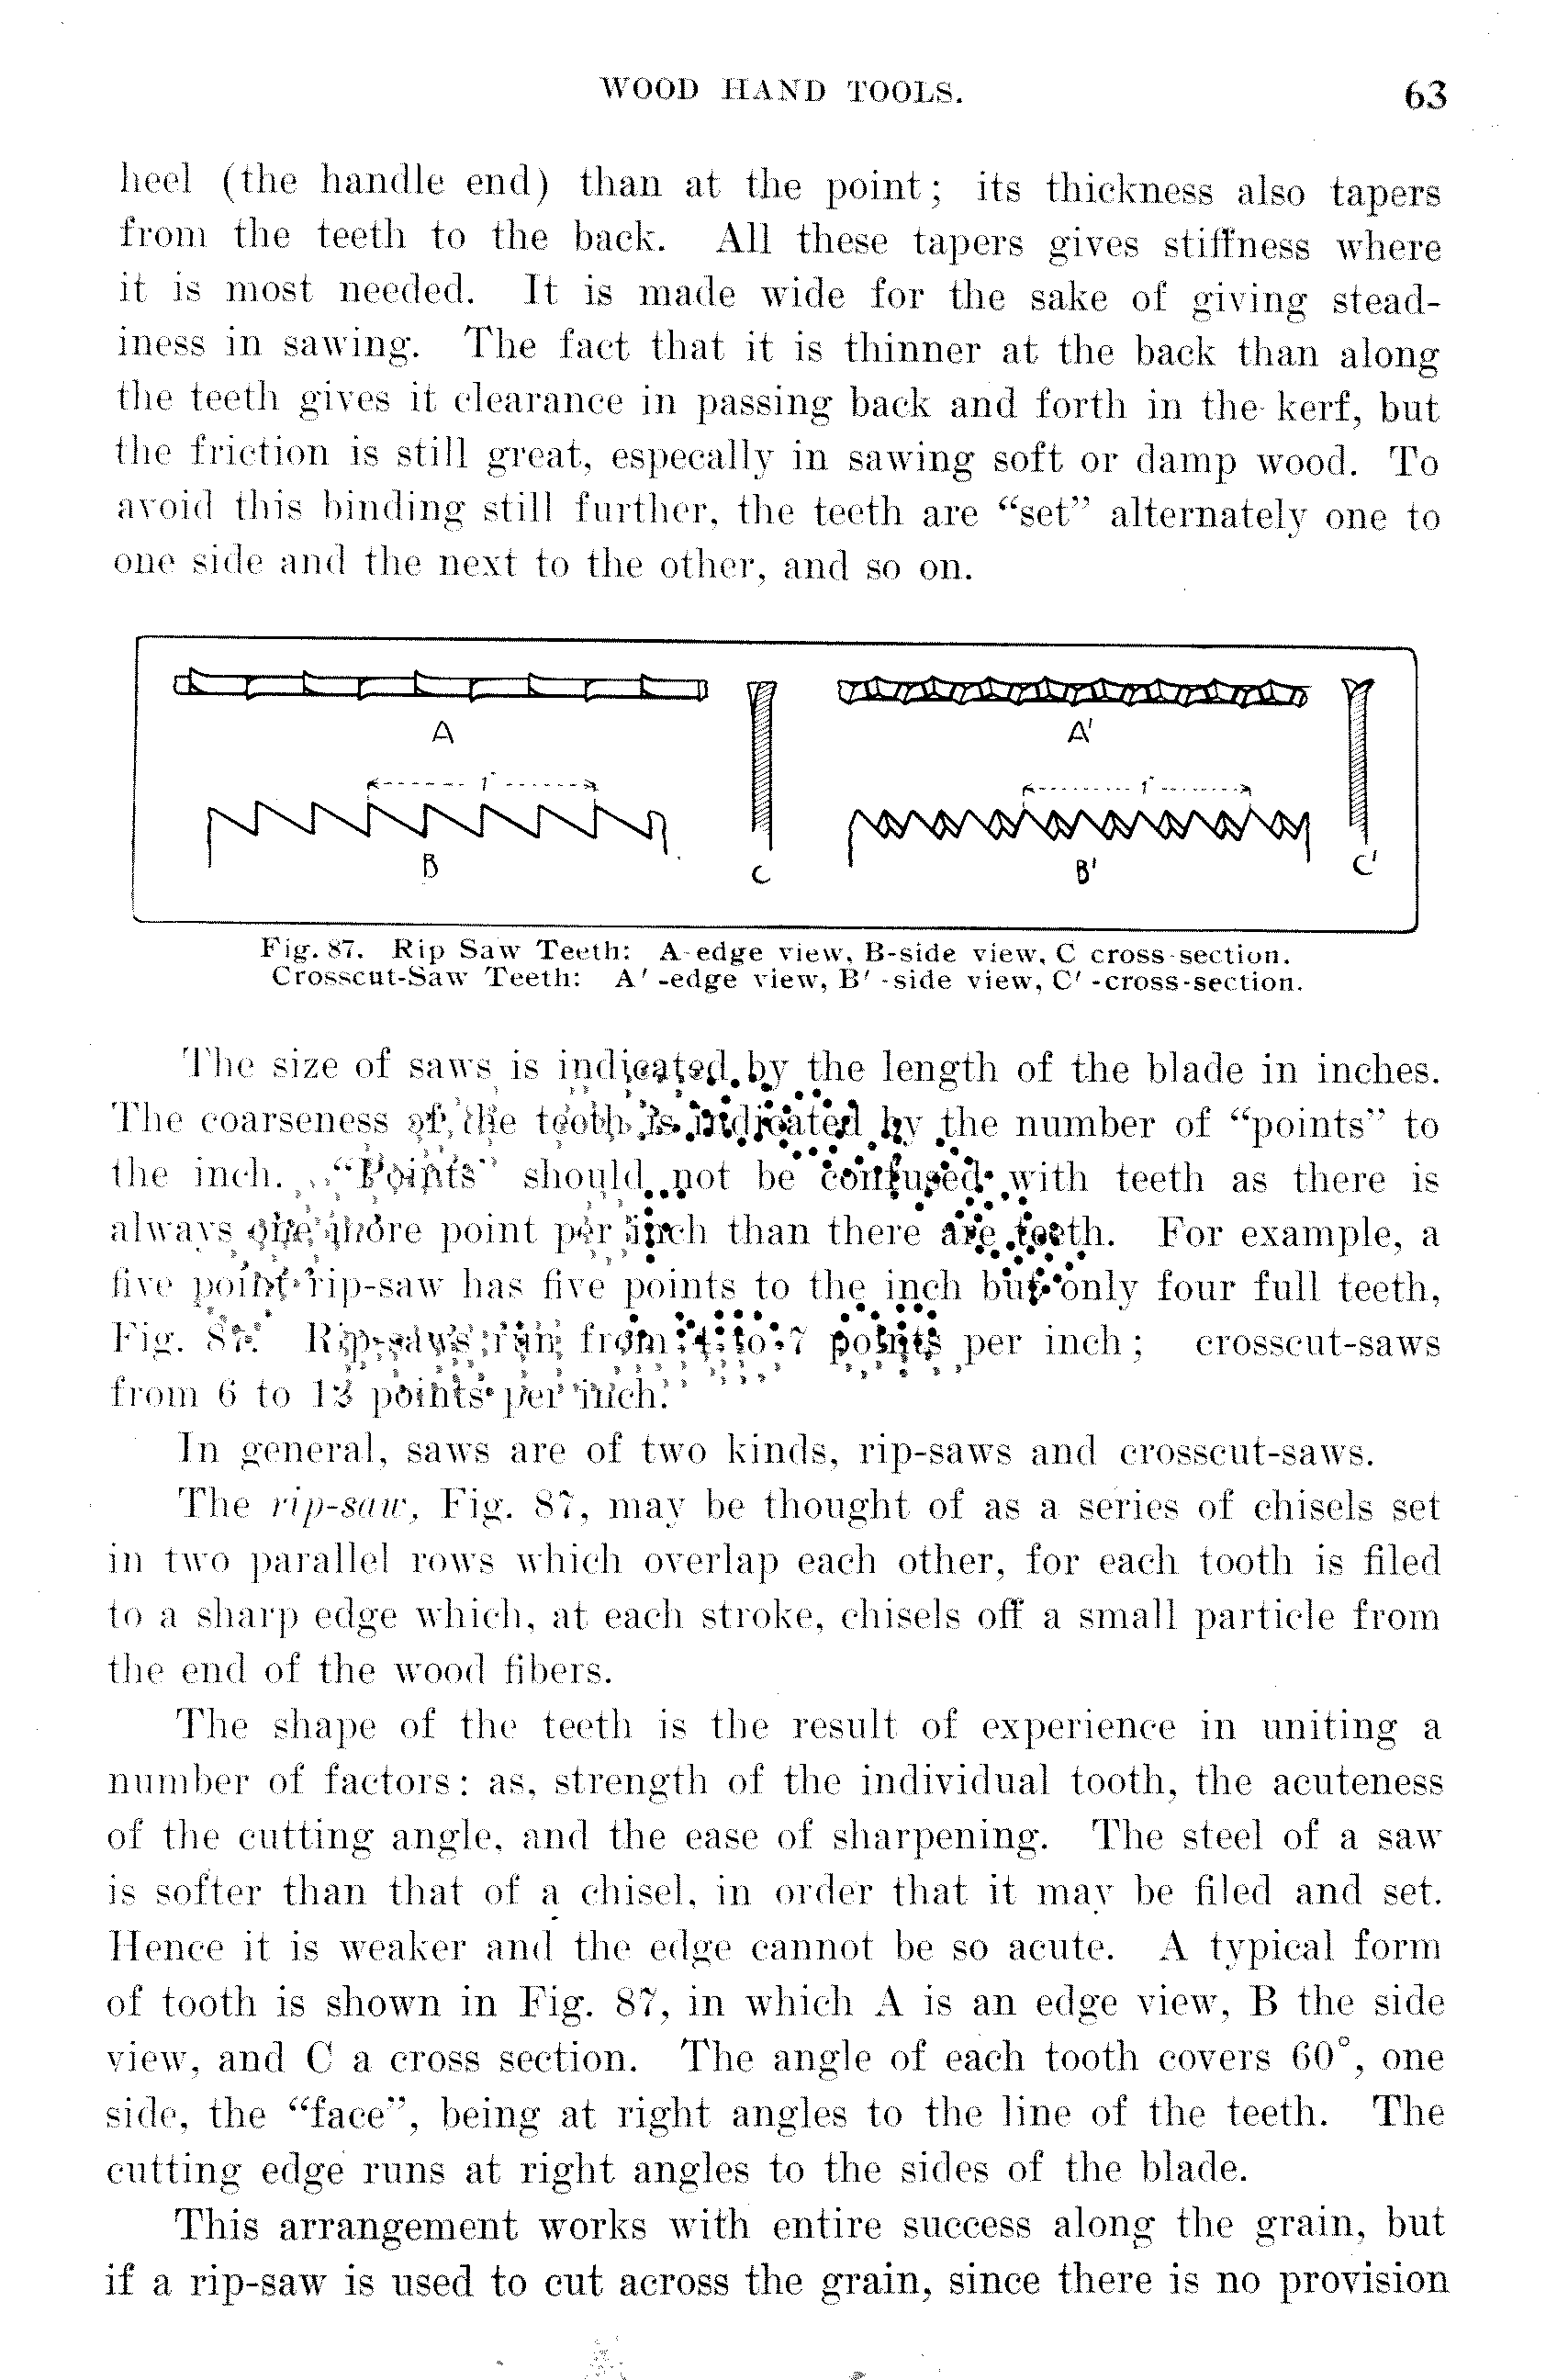 WOOD HAND TOOLS. 63
heel (the handle end) than at the point; its thickness also tapers
from the teeth to the back. All these tapers gives stiffness where
it is most needed. It is made wide for the sake of giving stead-
iness in sawing. The fact that it is thinner at the back than along
the teeth gives it clearance in passing back and forth in the kerf, but
the friction is still great, especally in sawing soft or damp wood. To
avoid this binding still further, the teeth are "set" alternately one to
one side and the next to the other, and so on.
A A'
1" 1"
B C B' C'
Fig. 87. Rip Saw Teeth: A-edge view, B-side view, C cross-section.
Crosscut-Saw Teeth: A' -edge view, B' -side view, C' -cross-section.
The size of saws is indicated by the length of the blade in inches.
The coarseness of the teeth is indicated by the number of "points" to
the inch. "Points" should not be confused with teeth as there is
always one more point per inch than there are teeth. For example, a
five point rip-saw has five points to the inch but only four full teeth,
Fig. 87. Rip-saws run from 4 to 7 points per inch; crosscut-saws
from 6 to 12 points per inch.
In general, saws are of two kinds, rip-saws and crosscut-saws.
The rip-saw, Fig. 87, may be thought of as a series of chisels set
in two parallel rows which overlap each other, for each tooth is filed
to a sharp edge which, at each stroke, chisels off a small particle from
the end of the wood fibers.
The shape of the teeth is the result of experience in uniting a
number of factors: as, strength of the individual tooth, the acuteness
of the cutting angle, and the ease of sharpening. The steel of a saw
is softer than that of a chisel, in order that it may be filed and set.
Hence it is weaker and the edge cannot be so acute. A typical form
of tooth is shown in Fig. 87, in which A is an edge view, B the side
view, and C a cross section. The angle of each tooth covers 60°, one
side, the "face", being at right angles to the line of the teeth. The
cutting edge runs at right angles to the sides of the blade.
This arrangement works with entire success along the grain, but
if a rip-saw is used to cut across the grain, since there is no provision